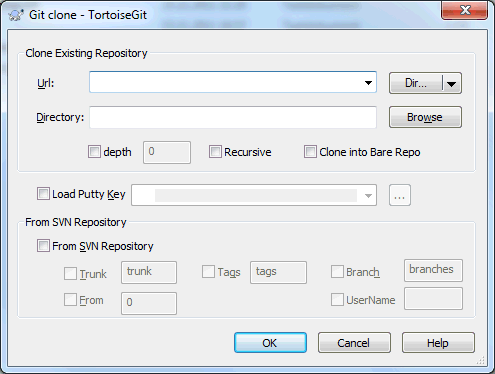 Git clone - TortoiseGit
Clone Existing Repository
Url:
Dir...
Directory:
Browse
depth
0
Recursive
Clone into Bare Repo
Load Putty Key
...
From SVN Repository
From SVN Repository
Trunk
trunk
Tags
tags
Branch
branches
From
0
UserName
OK
Cancel
Help